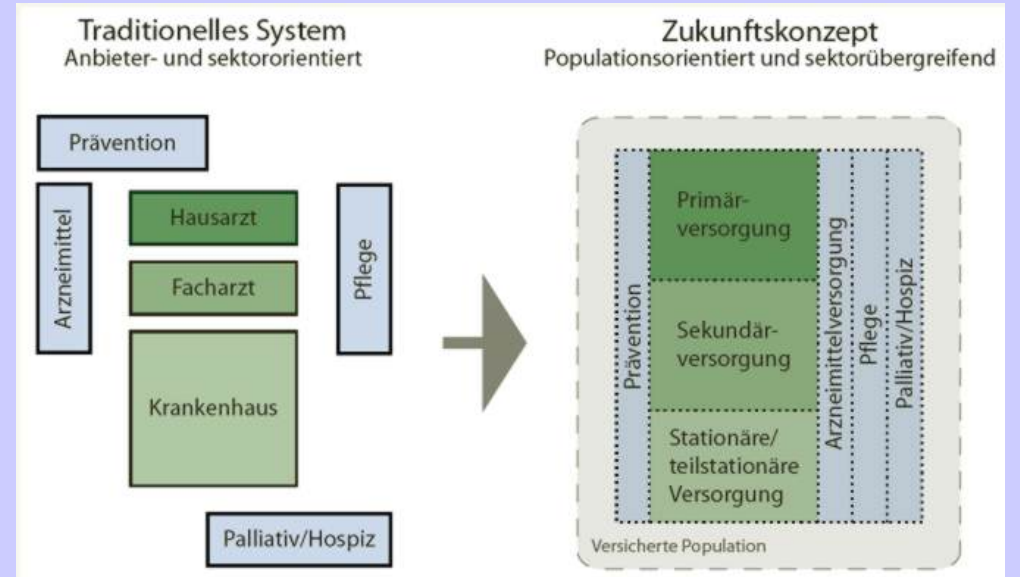 Traditionelles System
Anbieter- und sektororientiert
Prävention
Arzneimittel
Hausarzt
Facharzt
Krankenhaus
Pflege
Palliativ/Hospiz
Zukunftskonzept
Populationsorientiert und sektorübergreifend
Prävention
Primär-
versorgung
Sekundär-
versorgung
Stationäre/
teilstationäre
Versorgung
Arzneimittelversorgung
Pflege
Palliativ/Hospiz
Versicherte Population